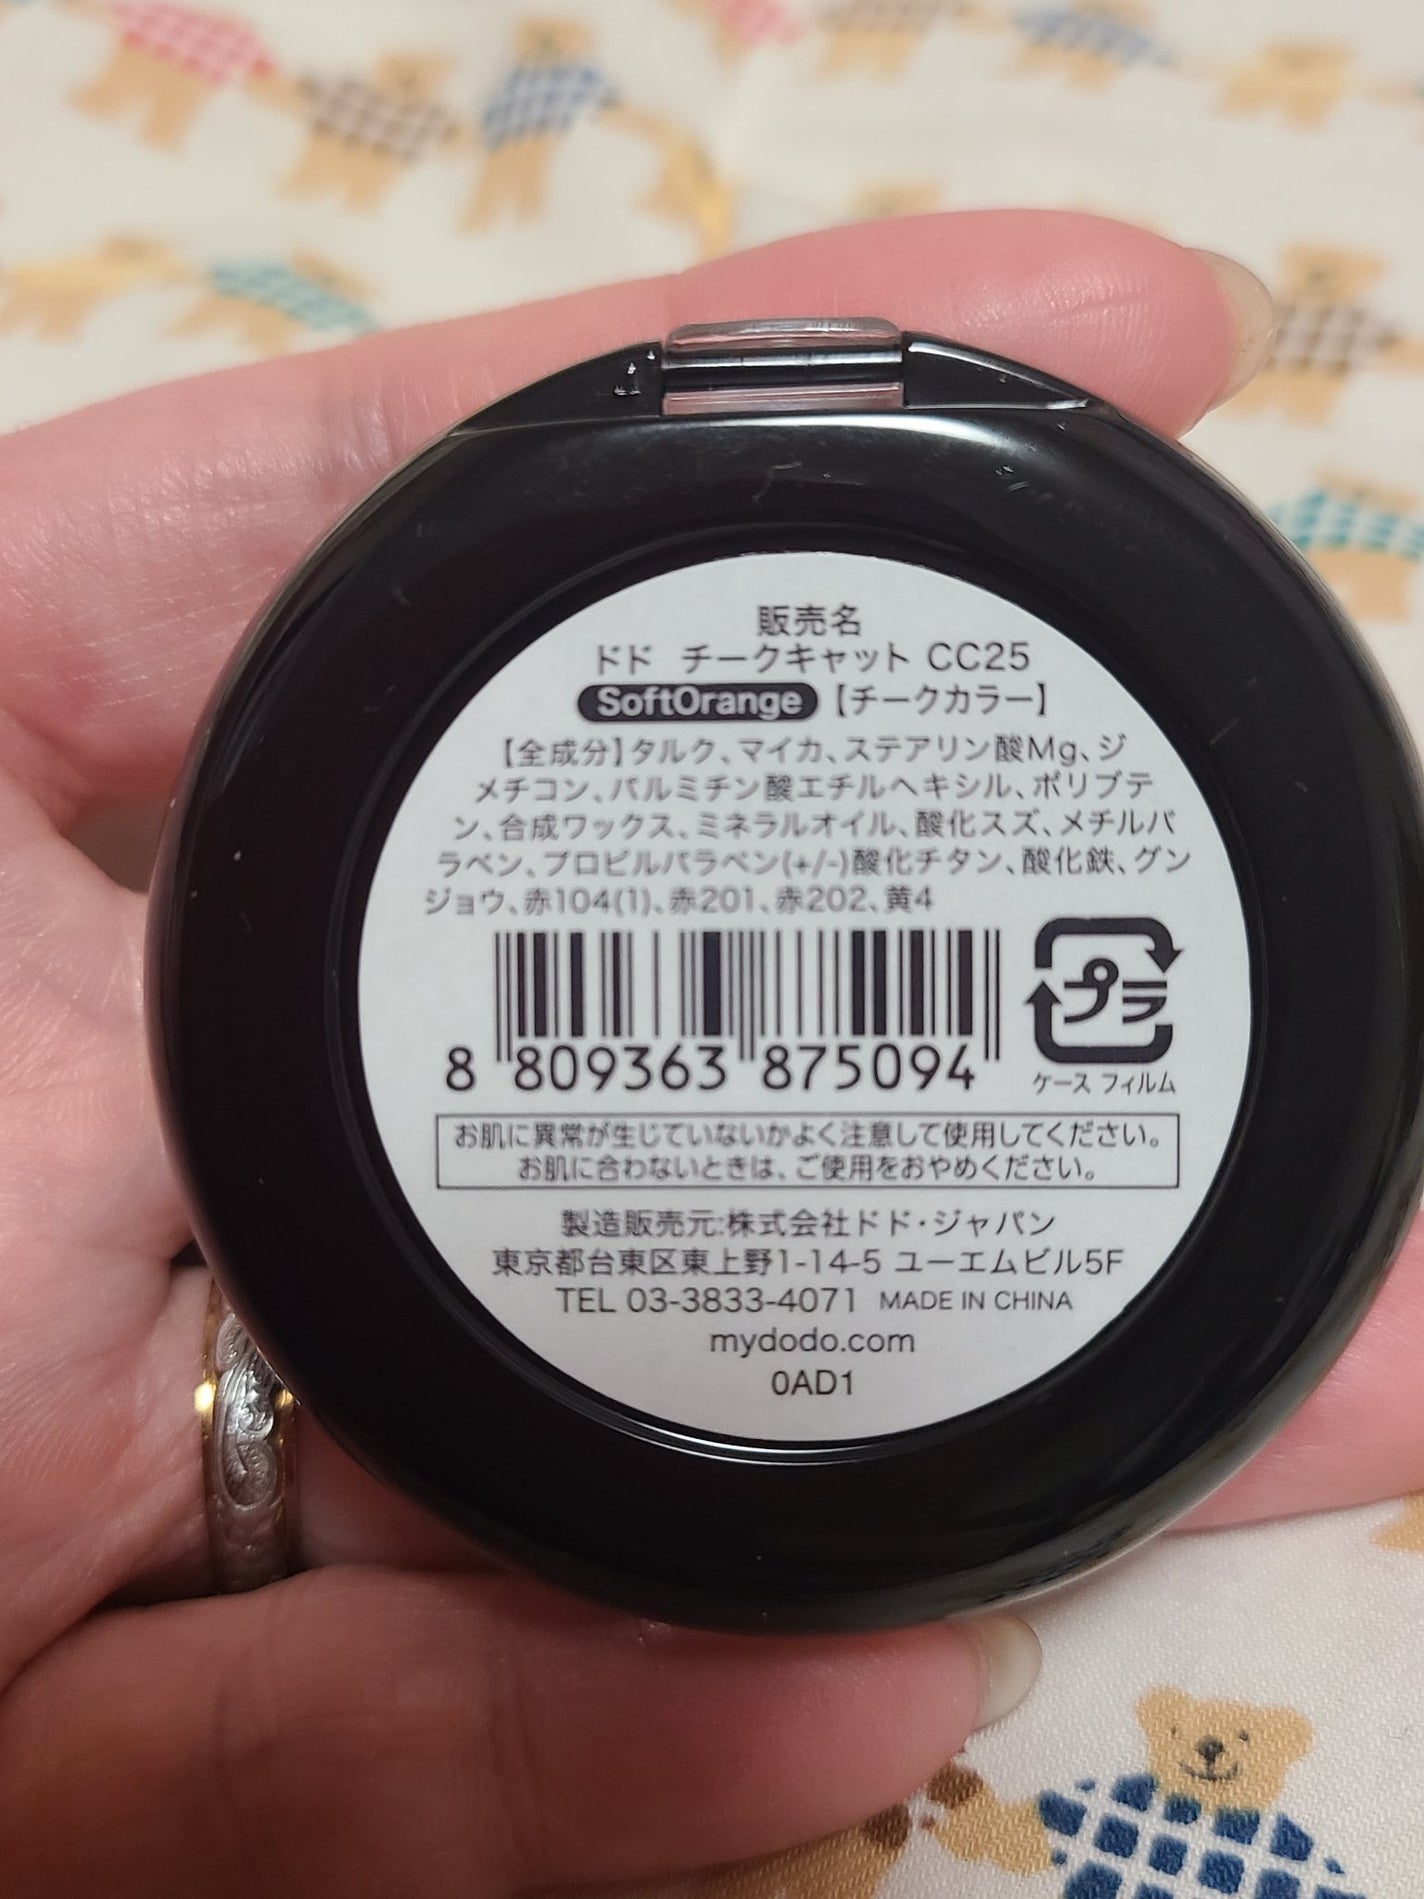 販売名
ドド チークキャット CC25
SoftOrange【チークカラー】
【全成分】タルク、マイカ、ステアリン酸Mg、ジ
メチコン、パルミチン酸エチルヘキシル、ポリブテ
ン、合成ワックス、ミネラルオイル、酸化スズ、メチルパ
ラベン、プロピルパラベン(+/-)酸化チタン、酸化鉄、グン
ジョウ、赤104(1)、赤201、赤202、黄4
8 809363 875094
プラ
ケース フィルム
お肌に異常が生じていないかよく注意して使用してください。
お肌に合わないときは、ご使用をおやめください。
製造販売元:株式会社ドド・ジャパン
東京都台東区東上野1-14-5 ユーエムビル5F
TEL 03-3833-4071 MADE IN CHINA
mydodo.com
0AD1